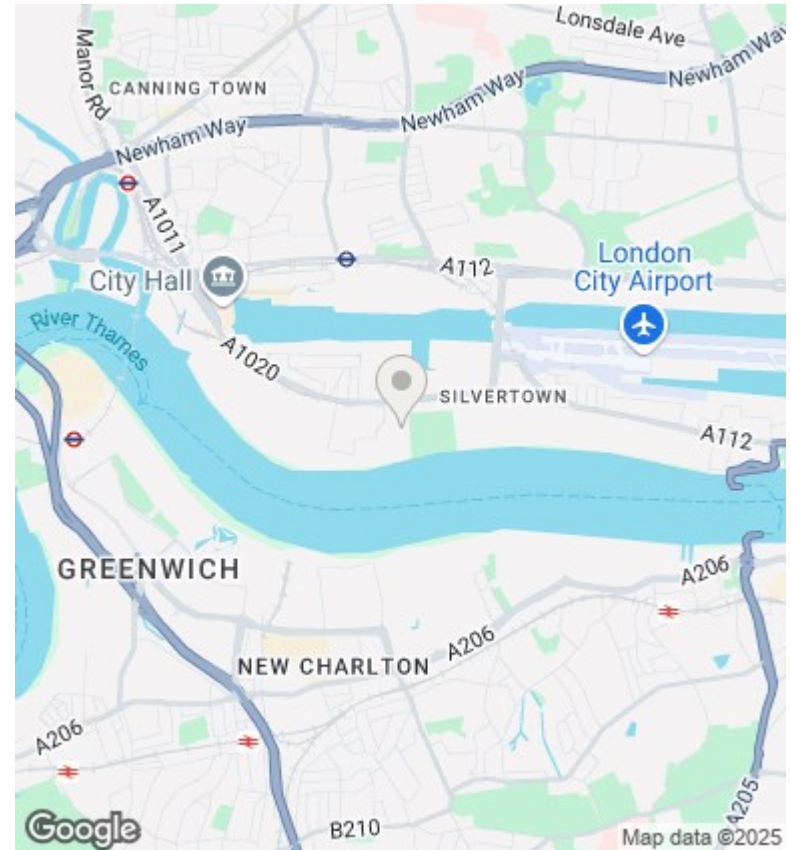 Lonsdale Ave
Manor Rd
Newham Way
CANNING TOWN
Newham Way
Newham Way
A1011
A112
London
City Airport
City Hall
River Thames
A1020
SILVERTOWN
A112
GREENWICH
A206
A206
NEW CHARLTON
A206
A205
B210
Google
Map data ©2025